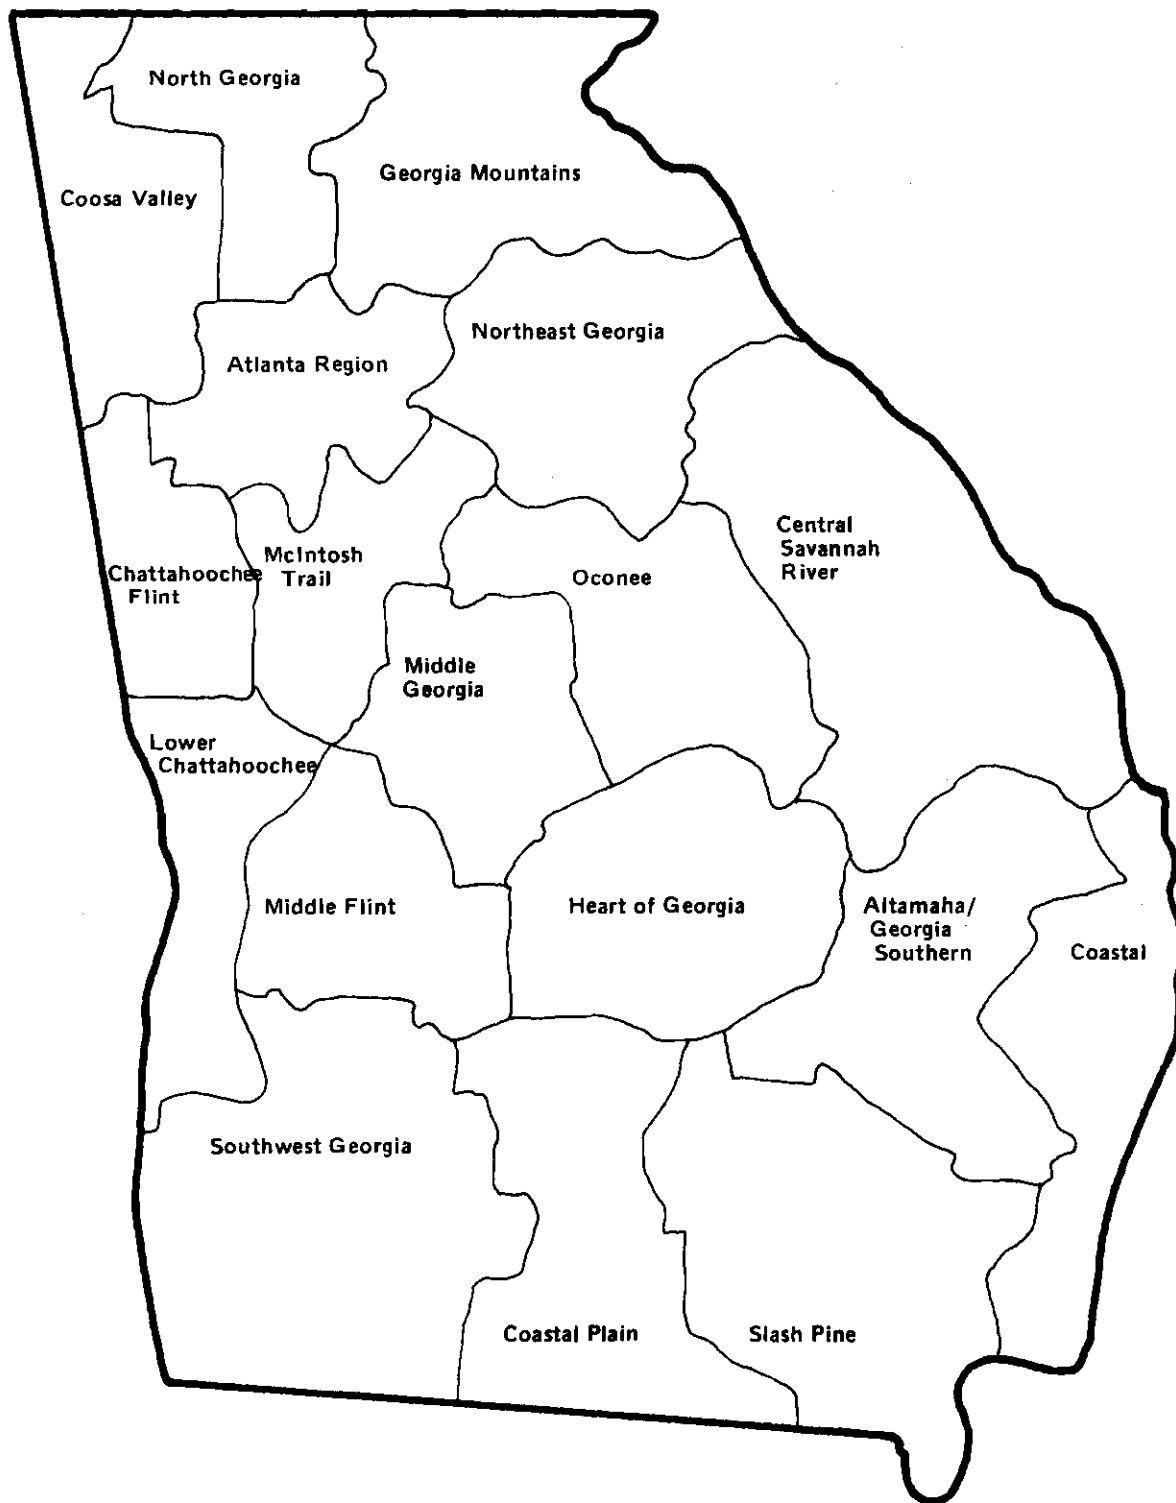 North Georgia
Georgia Mountains
Coosa Valley
Northeast Georgia
Atlanta Region
Central
Savannah
River
McIntosh
Trail
Chattahoochee
Flint
Oconee
Middle
Georgia
Lower
Chattahoochee
Middle Flint
Heart of Georgia
Altamaha/
Georgia
Southern
Coastal
Southwest Georgia
Coastal Plain
Slash Pine